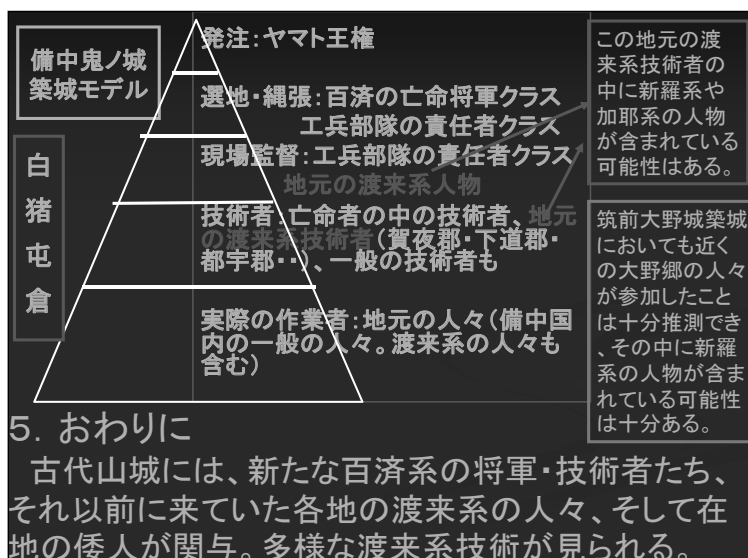 備中鬼ノ城
築城モデル
白
猪
屯
倉
発注：ヤマト王権
選地・縄張：百済の亡命将軍クラス
工兵部隊の責任者クラス
現場監督：工兵部隊の責任者クラス
地元の渡来系人物
技術者：亡命者の中の技術者、地元
の渡来系技術者（賀夜郡・下道郡・
都宇郡・・）、一般の技術者も
実際の作業者：地元の人々（備中国
内の一般の人々。渡来系の人々も
含む）
この地元の渡
来系技術者の
中に新羅系や
加耶系の人物
が含まれている
可能性はある。
筑前大野城築城
においても近く
の大野郷の人々
が参加したこと
は十分推測でき
、その中に新羅
系の人物が含ま
れている可能性
は十分ある。
５．おわりに
古代山城には、新たな百済系の将軍・技術者たち、
それ以前に来ていた各地の渡来系の人々、そして在
地の倭人が関与。多様な渡来系技術が見られる。